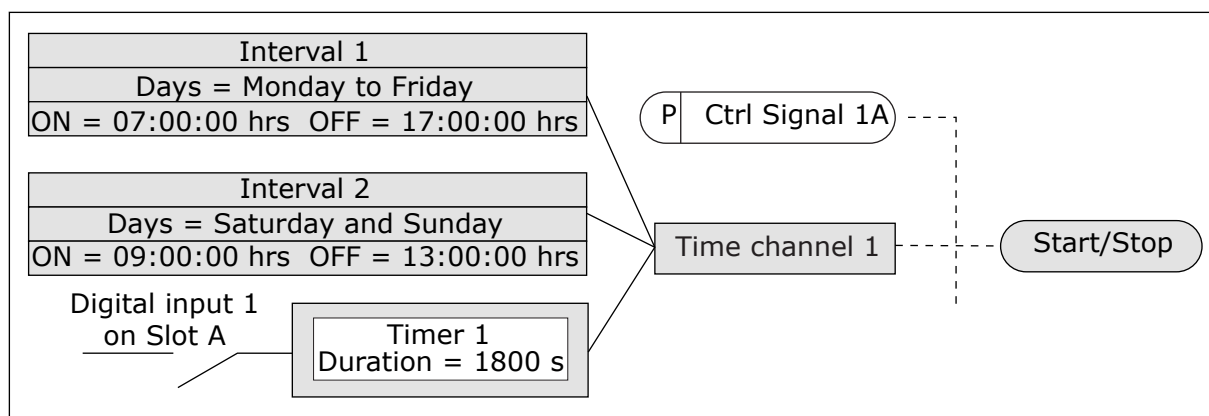 Interval 1
Days = Monday to Friday
ON = 07:00:00 hrs  OFF = 17:00:00 hrs
P
Ctrl Signal 1A
Interval 2
Days = Saturday and Sunday
ON = 09:00:00 hrs  OFF = 13:00:00 hrs
Time channel 1
Start/Stop
Digital input 1
on Slot A
Timer 1
Duration = 1800 s